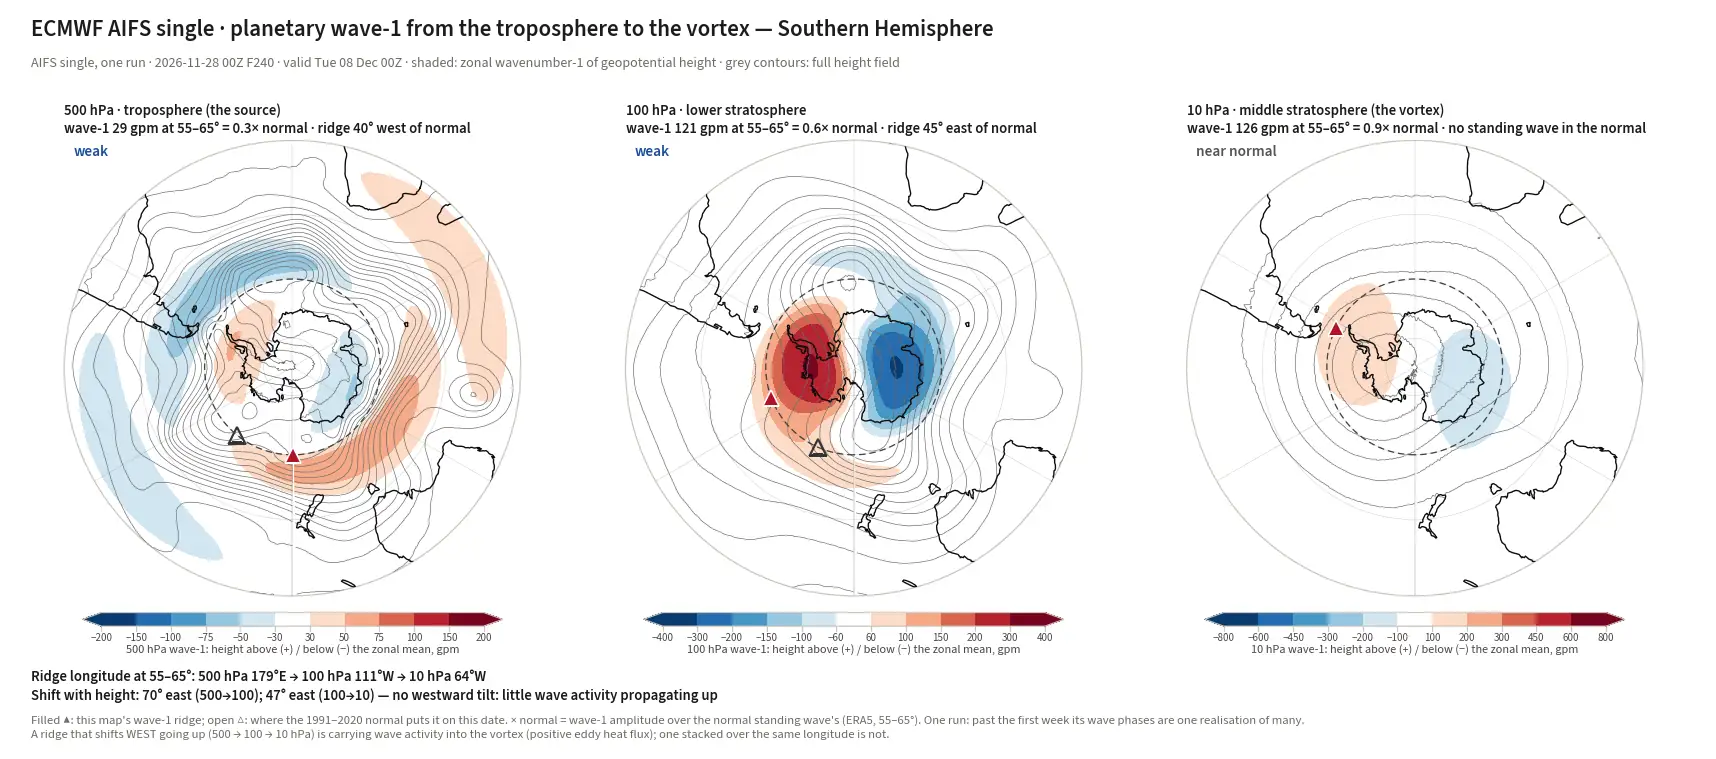 ECMWF AIFS single · planetary wave-1 from the troposphere to the vortex — Southern Hemisphere
AIFS single, one run · 2026-11-28 00Z F240 · valid Tue 08 Dec 00Z · shaded: zonal wavenumber-1 of geopotential height · grey contours: full height field
500 hPa · troposphere (the source)
wave-1 29 gpm at 55–65° = 0.3× normal · ridge 40° west of normal
weak
100 hPa · lower stratosphere
wave-1 121 gpm at 55–65° = 0.6× normal · ridge 45° east of normal
weak
10 hPa · middle stratosphere (the vortex)
wave-1 126 gpm at 55–65° = 0.9× normal · no standing wave in the normal
near normal
−200 −150 −100 −75 −50 −30 30 50 75 100 150 200
500 hPa wave-1: height above (+) / below (−) the zonal mean, gpm
−400 −300 −200 −150 −100 −60 60 100 150 200 300 400
100 hPa wave-1: height above (+) / below (−) the zonal mean, gpm
−800 −600 −450 −300 −200 −100 100 200 300 450 600 800
10 hPa wave-1: height above (+) / below (−) the zonal mean, gpm
Ridge longitude at 55–65°: 500 hPa 179°E → 100 hPa 111°W → 10 hPa 64°W
Shift with height: 70° east (500→100); 47° east (100→10) — no westward tilt: little wave activity propagating up
Filled ▲: this map's wave-1 ridge; open △: where the 1991–2020 normal puts it on this date. × normal = wave-1 amplitude over the normal standing wave's (ERA5, 55–65°). One run: past the first week its wave phases are one realisation of many.
A ridge that shifts WEST going up (500 → 100 → 10 hPa) is carrying wave activity into the vortex (positive eddy heat flux); one stacked over the same longitude is not.